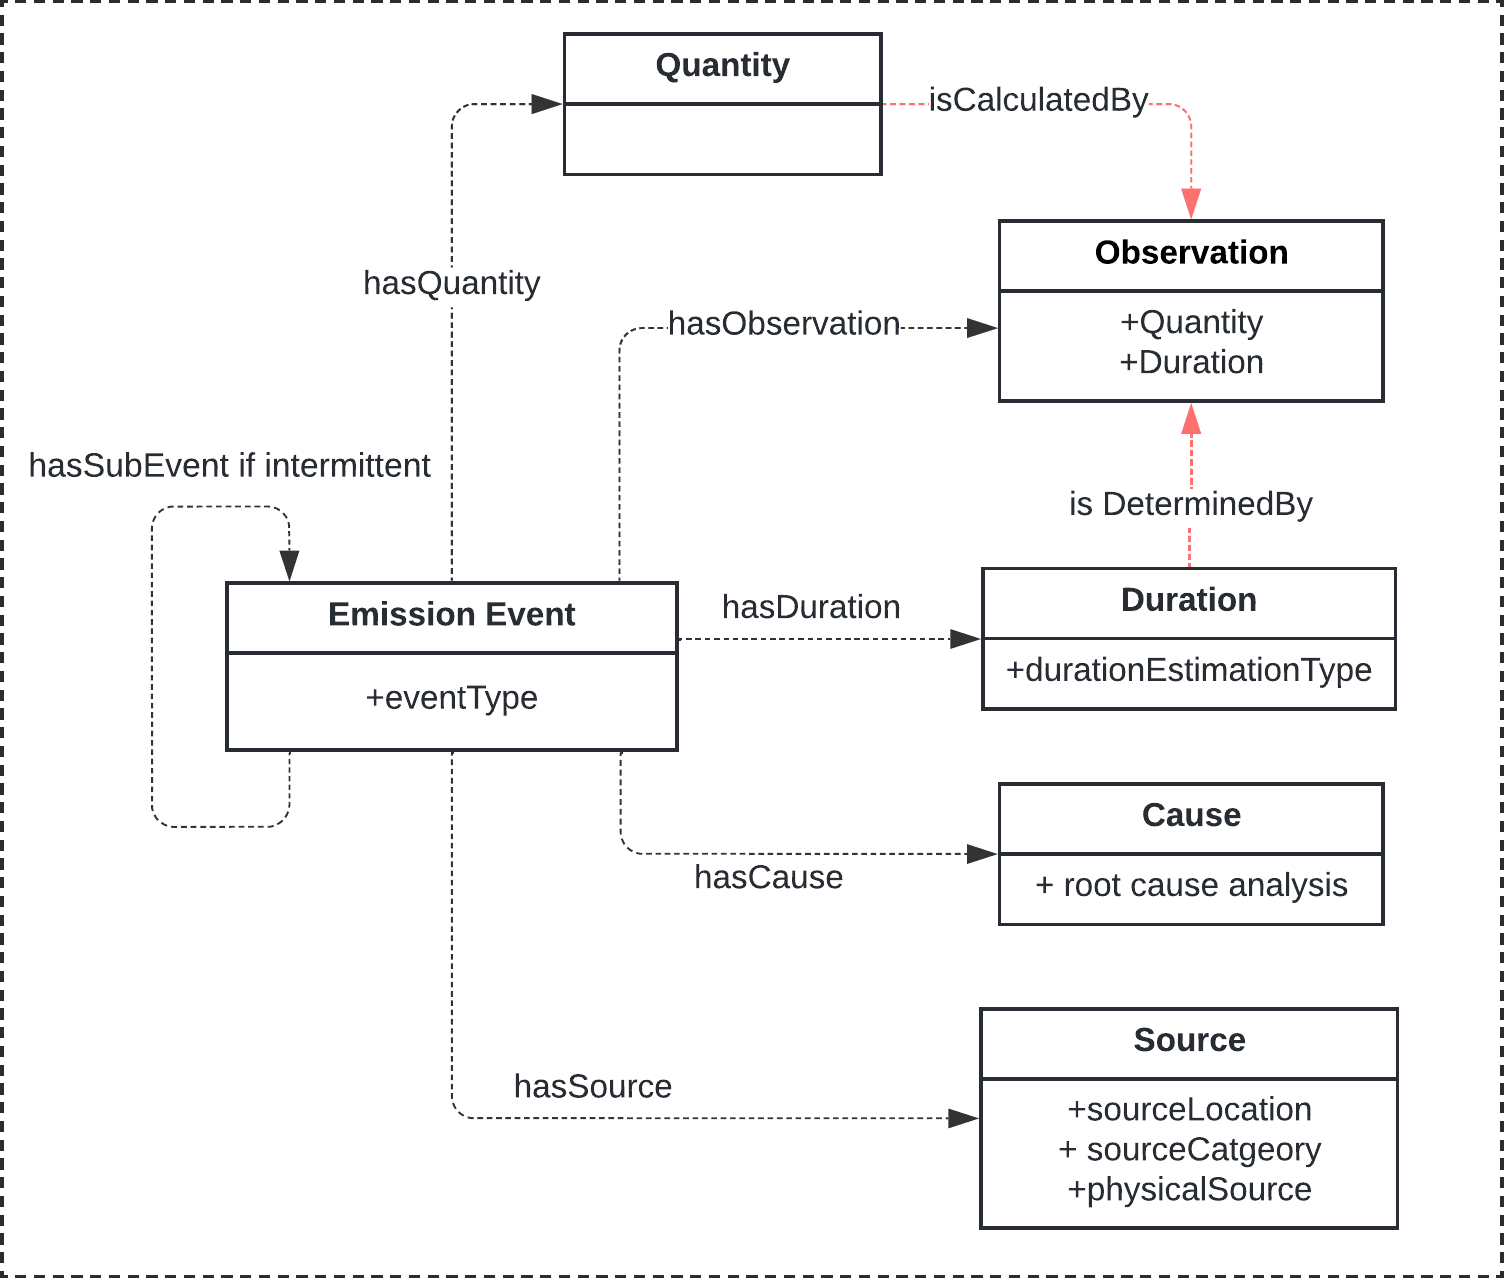 Quantity
isCalculatedBy
hasQuantity
Observation
+Quantity
+Duration
hasObservation
hasSubEvent if intermittent
is DeterminedBy
Emission Event
+eventType
hasDuration
Duration
+durationEstimationType
Cause
+ root cause analysis
hasCause
Source
+sourceLocation
+ sourceCatgeory
+physicalSource
hasSource